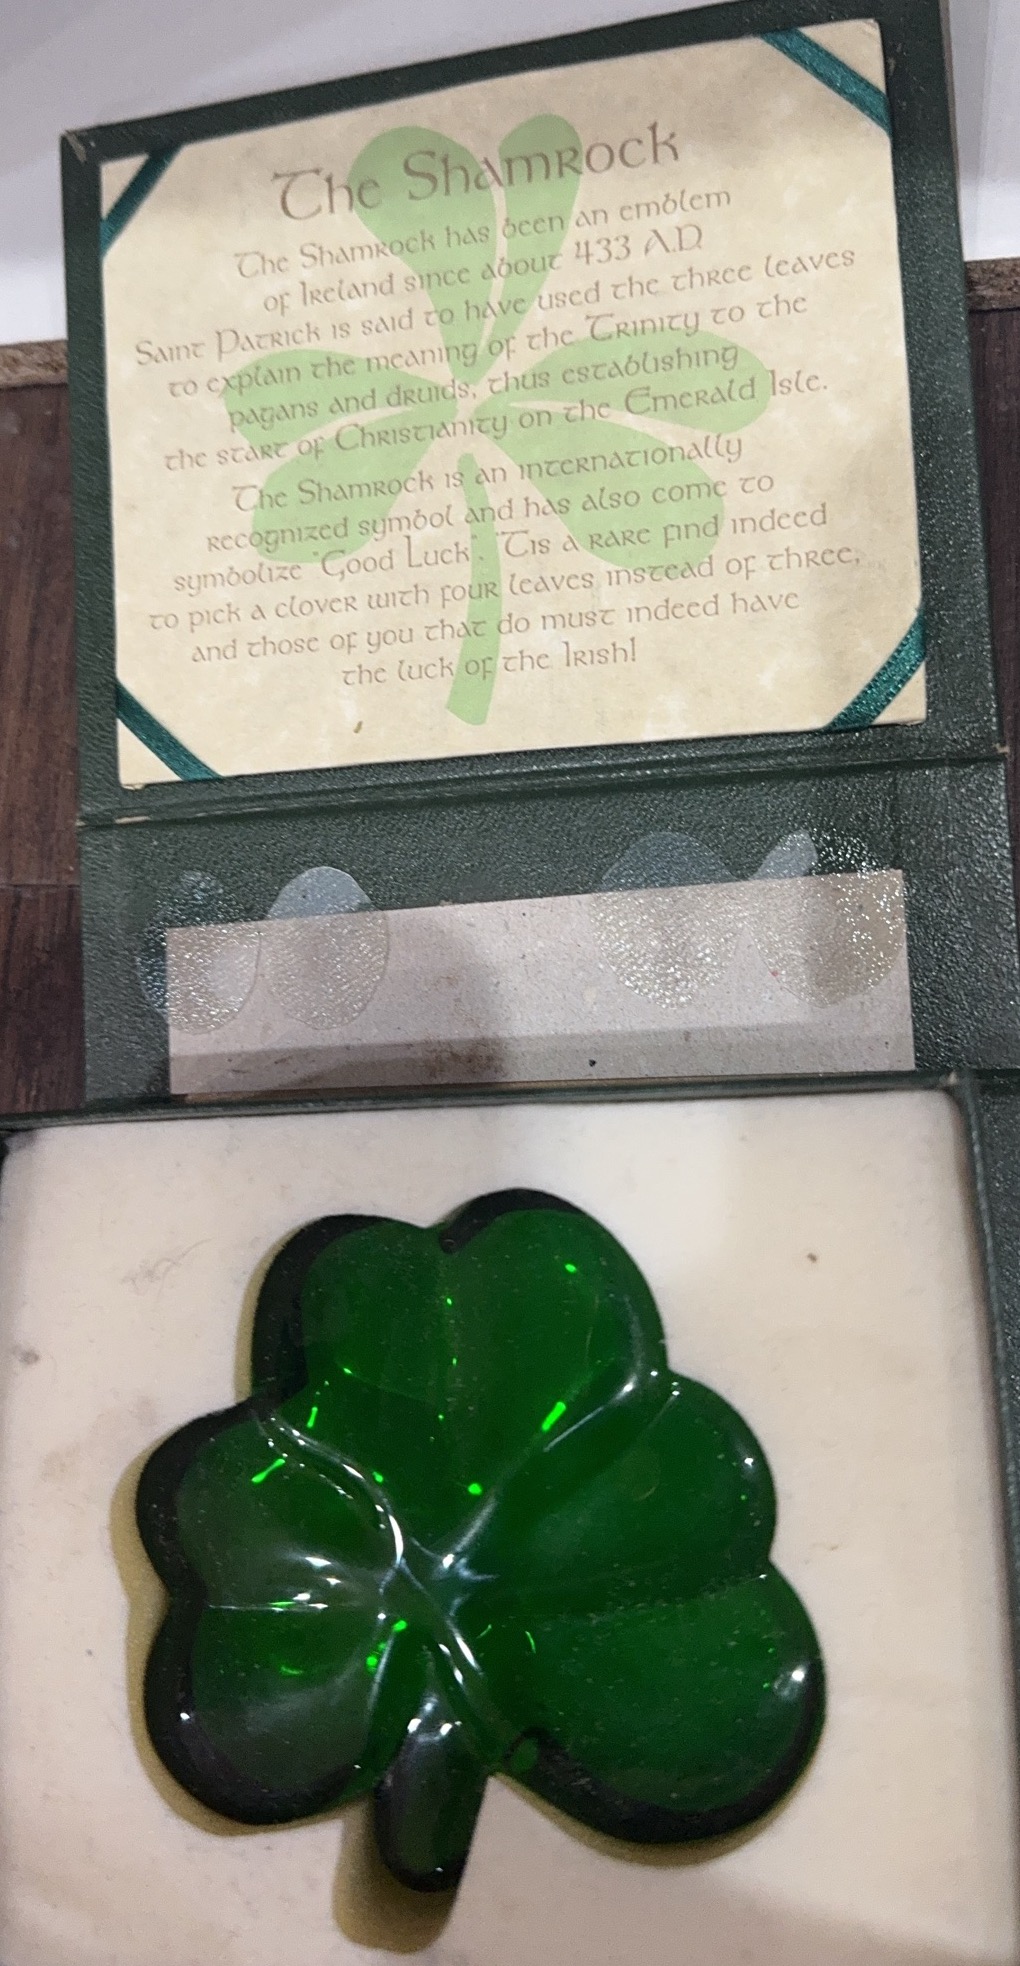 The Shamrock
The Shamrock has been an emblem
of Ireland since about 433 A.D
Saint Patrick is said to have used the three leaves
to explain the meaning of the Trinity to the
pagans and druids, thus establishing
the start of Christianity on the Emerald Isle.
The Shamrock is an internationally
recognized symbol and has also come to
symbolize "Good Luck". 'Tis a rare find indeed
to pick a clover with four leaves instead of three,
and those of you that do must indeed have
the luck of the Irish!